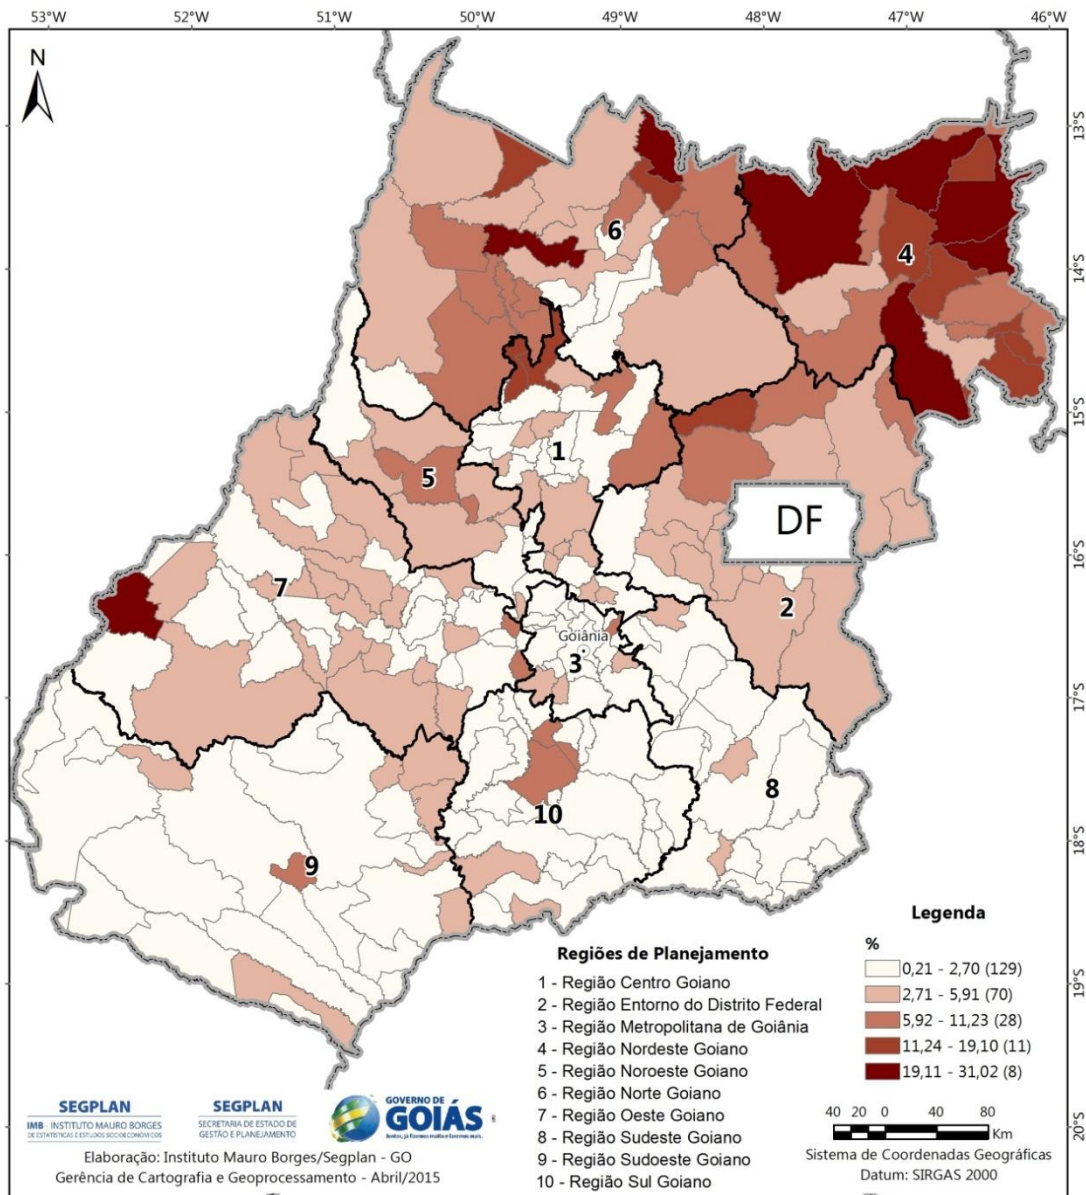 53°W 52°W 51°W 50°W 49°W 48°W 47°W 46°W
N
13°S
14°S
15°S
16°S
17°S
18°S
19°S
20°S
6
4
1
5
DF
7
2
Goiânia
3
8
10
9
Legenda
%
0,21 - 2,70 (129)
2,71 - 5,91 (70)
5,92 - 11,23 (28)
11,24 - 19,10 (11)
19,11 - 31,02 (8)
Regiões de Planejamento
1 - Região Centro Goiano
2 - Região Entorno do Distrito Federal
3 - Região Metropolitana de Goiânia
4 - Região Nordeste Goiano
5 - Região Noroeste Goiano
6 - Região Norte Goiano
7 - Região Oeste Goiano
8 - Região Sudeste Goiano
9 - Região Sudoeste Goiano
10 - Região Sul Goiano
40 20 0 40 80
Km
Sistema de Coordenadas Geográficas
Datum: SIRGAS 2000
SEGPLAN
IMB - INSTITUTO MAURO BORGES
DE ESTATÍSTICAS E ESTUDOS SOCIOECONÔMICOS
SEGPLAN
SECRETARIA DE ESTADO DE
GESTÃO E PLANEJAMENTO
GOVERNO DE
GOIÁS
Elaboração: Instituto Mauro Borges/Segplan - GO
Gerência de Cartografia e Geoprocessamento - Abril/2015